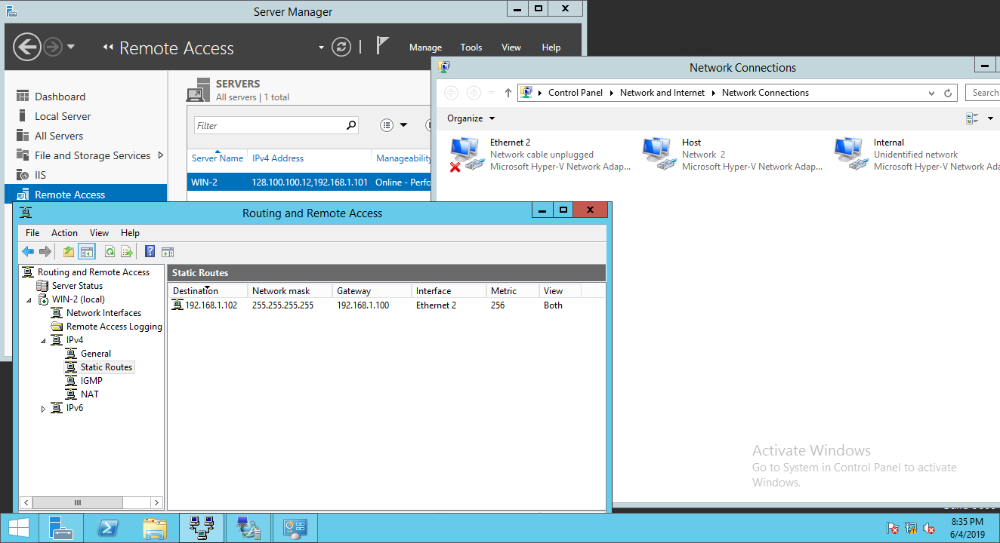 Server Manager
Remote Access
Manage Tools View Help
Dashboard
Local Server
All Servers
File and Storage Services
IIS
Remote Access
SERVERS
All servers | 1 total
Filter
Server Name IPv4 Address Manageability
WIN-2 128.100.100.12,192.168.1.101 Online - Perfo
Network Connections
Control Panel Network and Internet Network Connections
Search
Organize
Ethernet 2
Network cable unplugged
Microsoft Hyper-V Network Adap...
Host
Network 2
Microsoft Hyper-V Network Adap...
Internal
Unidentified network
Microsoft Hyper-V Network Ada
Routing and Remote Access
File Action View Help
Routing and Remote Access
Server Status
WIN-2 (local)
Network Interfaces
Remote Access Logging
IPv4
General
Static Routes
IGMP
NAT
IPv6
Static Routes
Destination Network mask Gateway Interface Metric View
192.168.1.102 255.255.255.255 192.168.1.100 Ethernet 2 256 Both
Activate Windows
Go to System in Control Panel to activate
Windows.
8:35 PM
6/4/2019